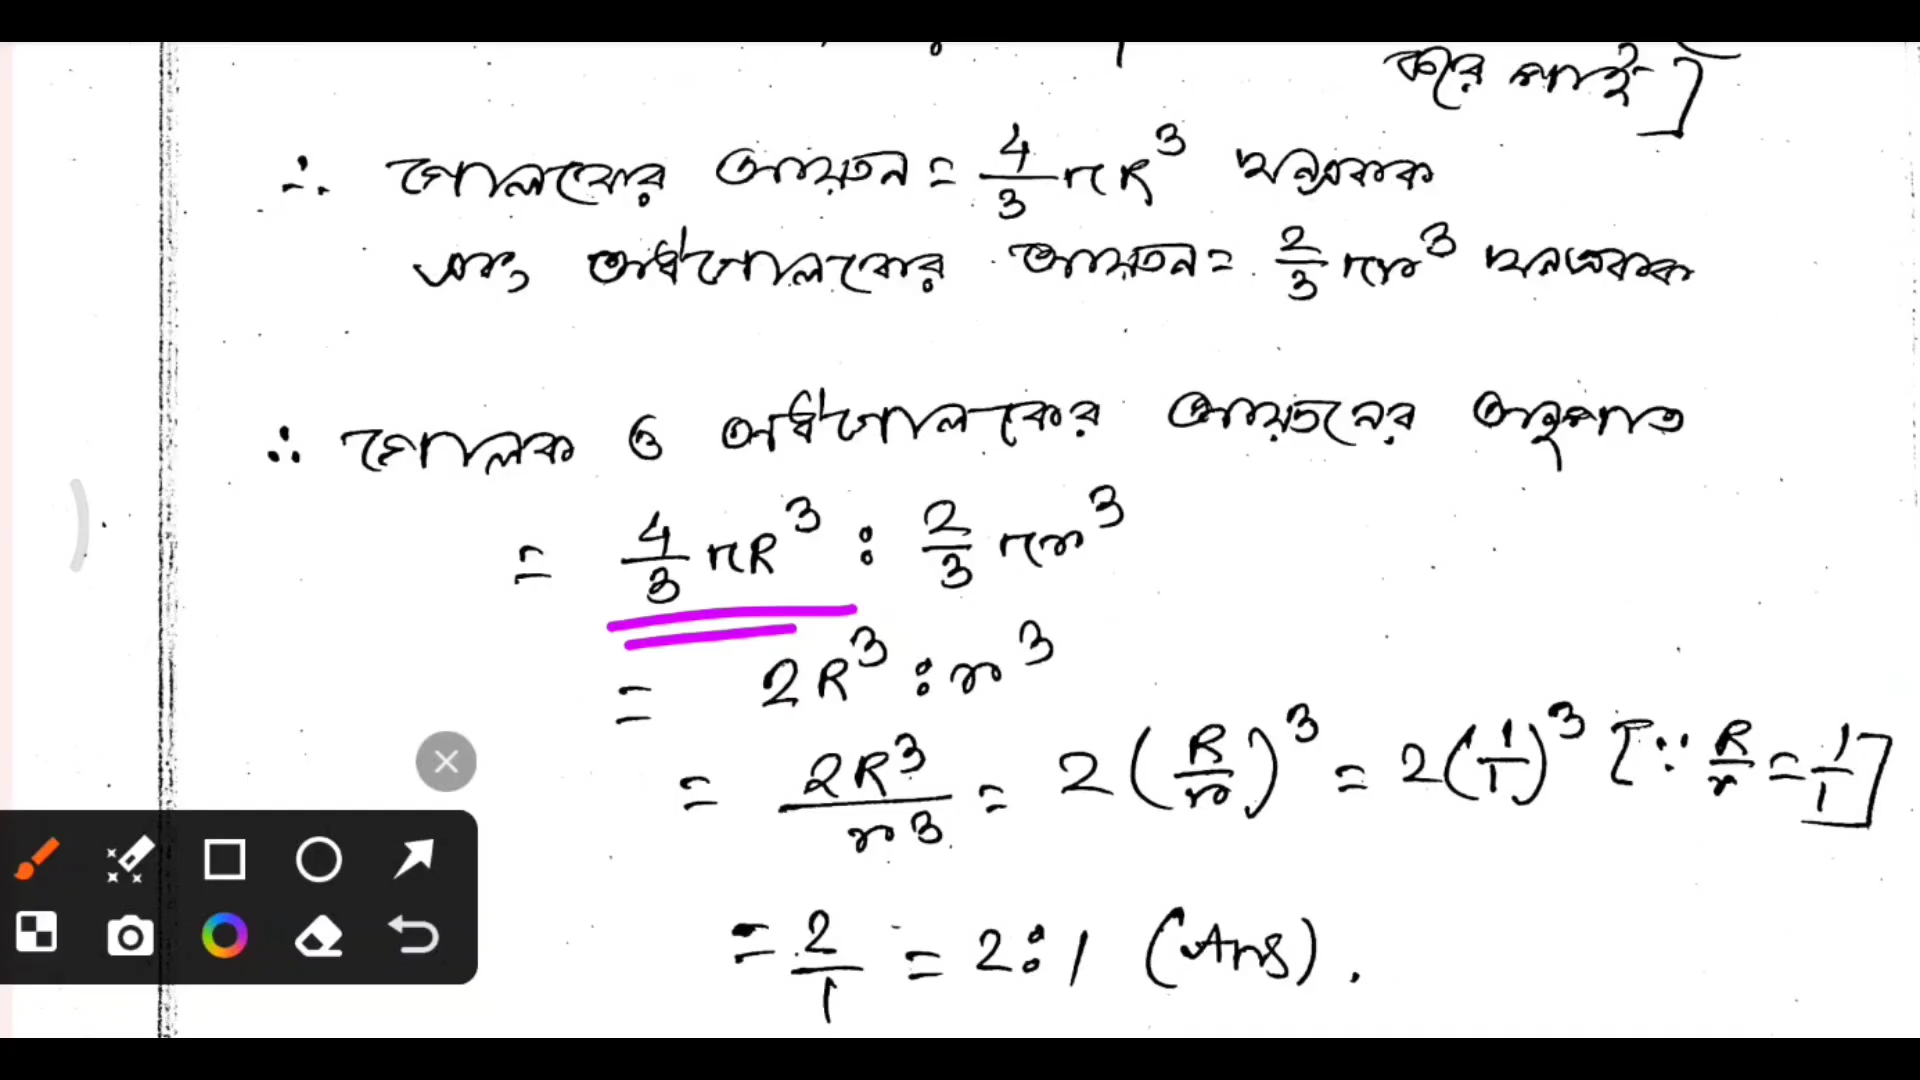 করে পাই]
∴ গোলকের আয়তন = 4/3 πR³ ঘনএকক
এবং অর্ধগোলকের আয়তন = 2/3 πr³ ঘনএকক
∴ গোলক ও অর্ধগোলকের আয়তনের অনুপাত
= 4/3 πR³ : 2/3 πr³
= 2R³ : r³
= 2R³/r³ = 2(R/r)³ = 2(1/1)³ [∵ R/r = 1/1]
= 2/1 = 2:1 (Ans).